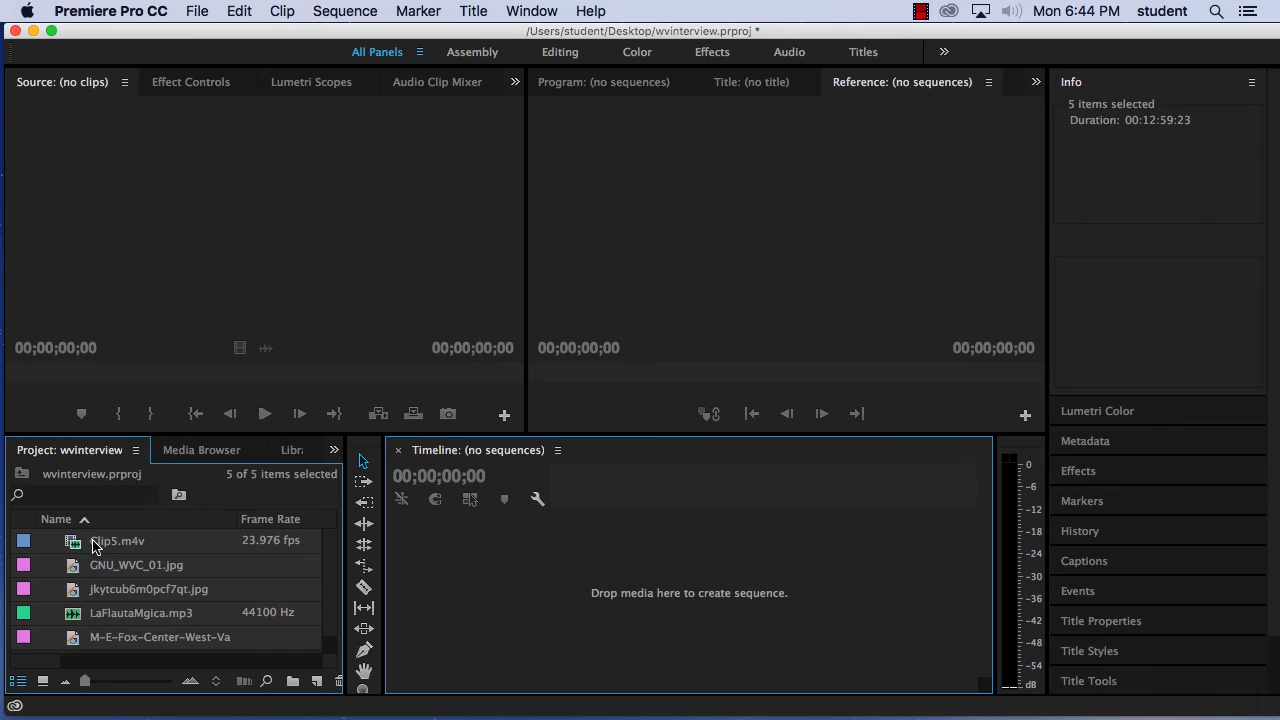 Premiere Pro CC File Edit Clip Sequence Marker Title Window Help Mon 6:44 PM student
/Users/student/Desktop/wvinterview.prproj *
All Panels Assembly Editing Color Effects Audio Titles
Source: (no clips) Effect Controls Lumetri Scopes Audio Clip Mixer
Program: (no sequences) Title: (no title) Reference: (no sequences)
Info
5 items selected
Duration: 00:12:59:23
00;00;00;00 00;00;00;00
00;00;00;00 00;00;00;00
Lumetri Color
Metadata
Effects
Markers
History
Captions
Events
Title Properties
Title Styles
Title Tools
Project: wvinterview Media Browser Libra
wvinterview.prproj 5 of 5 items selected
Name Frame Rate
Clip5.m4v 23.976 fps
GNU_WVC_01.jpg
jkytcub6m0pcf7qt.jpg
LaFlautaMgica.mp3 44100 Hz
M-E-Fox-Center-West-Va
Timeline: (no sequences)
00;00;00;00
Drop media here to create sequence.
0
-6
-12
-18
-24
-30
-36
-42
-48
-54
dB